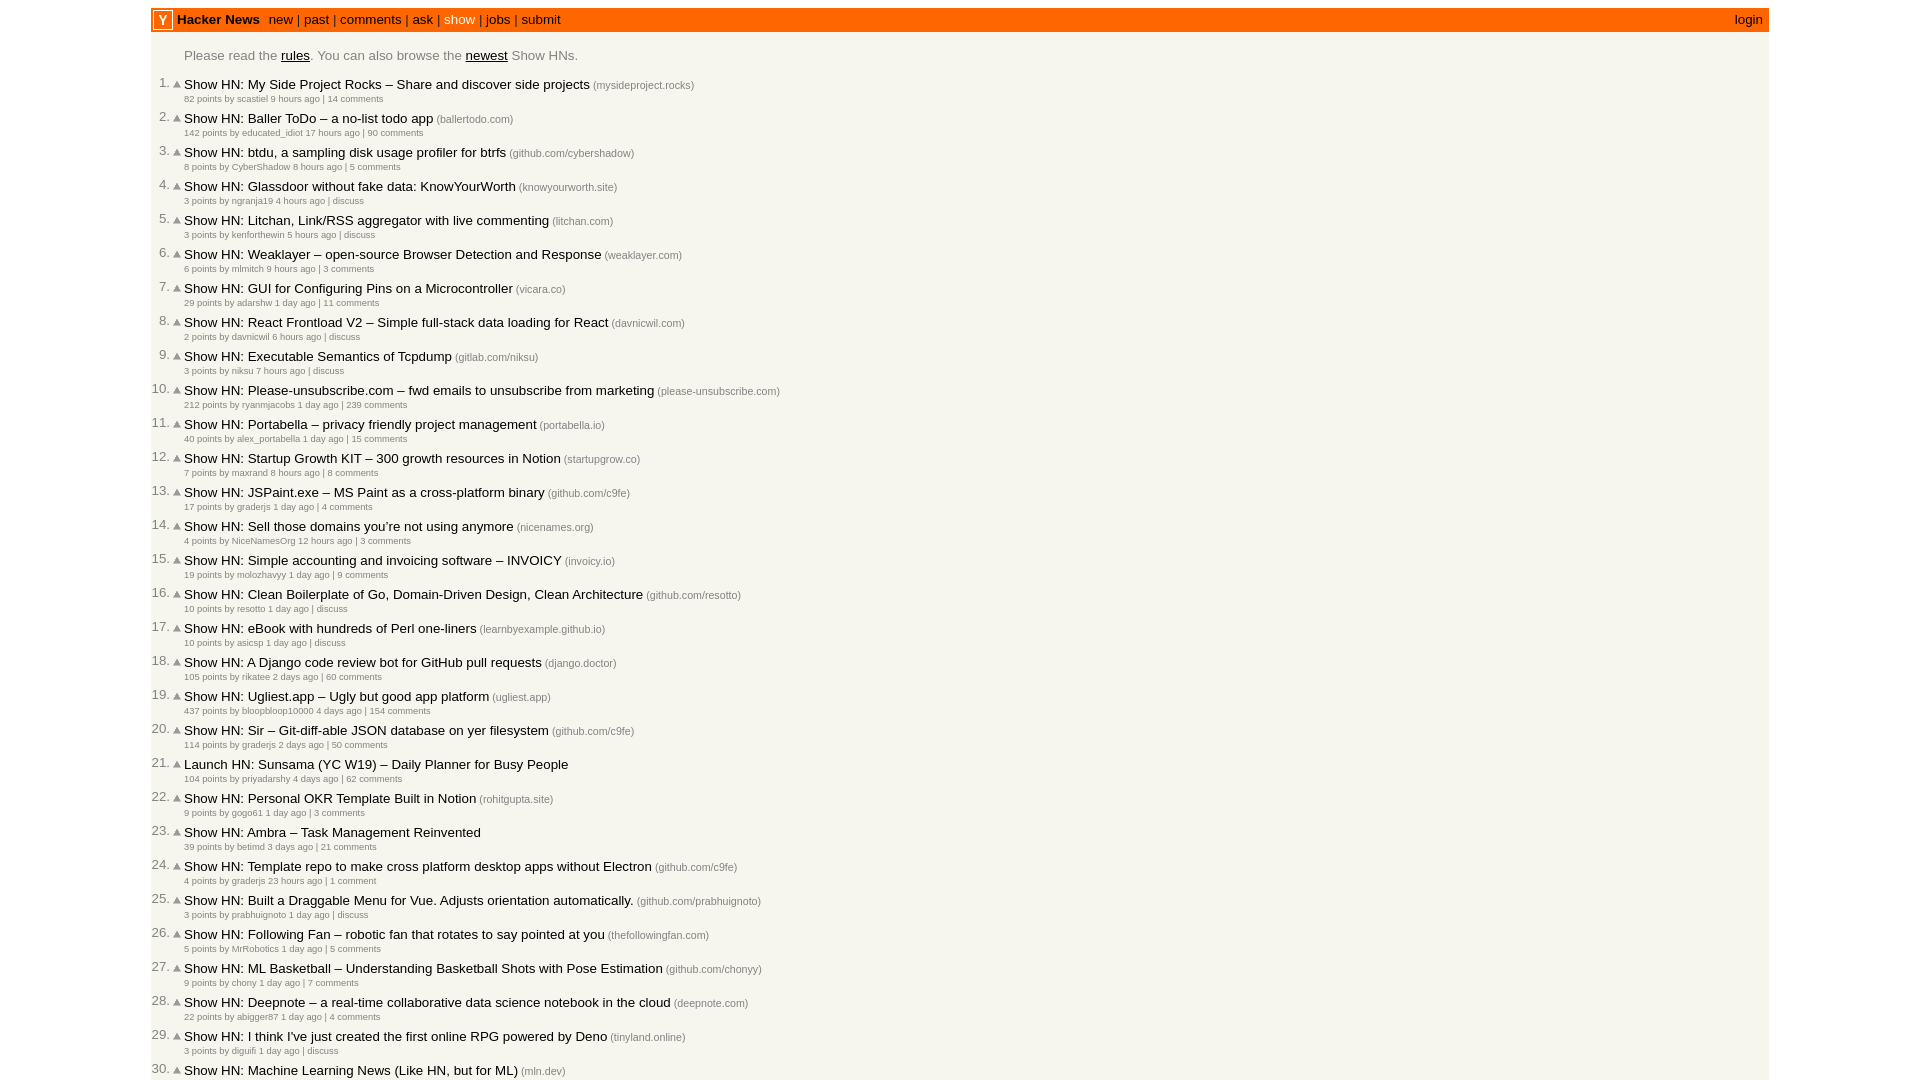 Y Hacker News new | past | comments | ask | show | jobs | submit login
Please read the rules. You can also browse the newest Show HNs.
1. Show HN: My Side Project Rocks – Share and discover side projects (mysideproject.rocks)
82 points by scastiel 9 hours ago | 14 comments
2. Show HN: Baller ToDo – a no-list todo app (ballertodo.com)
142 points by educated_idiot 17 hours ago | 90 comments
3. Show HN: btdu, a sampling disk usage profiler for btrfs (github.com/cybershadow)
8 points by CyberShadow 8 hours ago | 5 comments
4. Show HN: Glassdoor without fake data: KnowYourWorth (knowyourworth.site)
3 points by ngranja19 4 hours ago | discuss
5. Show HN: Litchan, Link/RSS aggregator with live commenting (litchan.com)
3 points by kenforthewin 5 hours ago | discuss
6. Show HN: Weaklayer – open-source Browser Detection and Response (weaklayer.com)
6 points by mlmitch 9 hours ago | 3 comments
7. Show HN: GUI for Configuring Pins on a Microcontroller (vicara.co)
29 points by adarshw 1 day ago | 11 comments
8. Show HN: React Frontload V2 – Simple full-stack data loading for React (davnicwil.com)
2 points by davnicwil 6 hours ago | discuss
9. Show HN: Executable Semantics of Tcpdump (gitlab.com/niksu)
3 points by niksu 7 hours ago | discuss
10. Show HN: Please-unsubscribe.com – fwd emails to unsubscribe from marketing (please-unsubscribe.com)
212 points by ryanmjacobs 1 day ago | 239 comments
11. Show HN: Portabella – privacy friendly project management (portabella.io)
40 points by alex_portabella 1 day ago | 15 comments
12. Show HN: Startup Growth KIT – 300 growth resources in Notion (startupgrow.co)
7 points by maxrand 8 hours ago | 8 comments
13. Show HN: JSPaint.exe – MS Paint as a cross-platform binary (github.com/c9fe)
17 points by graderjs 1 day ago | 4 comments
14. Show HN: Sell those domains you’re not using anymore (nicenames.org)
4 points by NiceNamesOrg 12 hours ago | 3 comments
15. Show HN: Simple accounting and invoicing software – INVOICY (invoicy.io)
19 points by molozhavyy 1 day ago | 9 comments
16. Show HN: Clean Boilerplate of Go, Domain-Driven Design, Clean Architecture (github.com/resotto)
10 points by resotto 1 day ago | discuss
17. Show HN: eBook with hundreds of Perl one-liners (learnbyexample.github.io)
10 points by asicsp 1 day ago | discuss
18. Show HN: A Django code review bot for GitHub pull requests (django.doctor)
105 points by rikatee 2 days ago | 60 comments
19. Show HN: Ugliest.app – Ugly but good app platform (ugliest.app)
437 points by bloopbloop10000 4 days ago | 154 comments
20. Show HN: Sir – Git-diff-able JSON database on yer filesystem (github.com/c9fe)
114 points by graderjs 2 days ago | 50 comments
21. Launch HN: Sunsama (YC W19) – Daily Planner for Busy People
104 points by priyadarshy 4 days ago | 62 comments
22. Show HN: Personal OKR Template Built in Notion (rohitgupta.site)
9 points by gogo61 1 day ago | 3 comments
23. Show HN: Ambra – Task Management Reinvented
39 points by betimd 3 days ago | 21 comments
24. Show HN: Template repo to make cross platform desktop apps without Electron (github.com/c9fe)
4 points by graderjs 23 hours ago | 1 comment
25. Show HN: Built a Draggable Menu for Vue. Adjusts orientation automatically. (github.com/prabhuignoto)
3 points by prabhuignoto 1 day ago | discuss
26. Show HN: Following Fan – robotic fan that rotates to say pointed at you (thefollowingfan.com)
5 points by MrRobotics 1 day ago | 5 comments
27. Show HN: ML Basketball – Understanding Basketball Shots with Pose Estimation (github.com/chonyy)
9 points by chony 1 day ago | 7 comments
28. Show HN: Deepnote – a real-time collaborative data science notebook in the cloud (deepnote.com)
22 points by abigger87 1 day ago | 4 comments
29. Show HN: I think I've just created the first online RPG powered by Deno (tinyland.online)
3 points by diguifi 1 day ago | discuss
30. Show HN: Machine Learning News (Like HN, but for ML) (mln.dev)